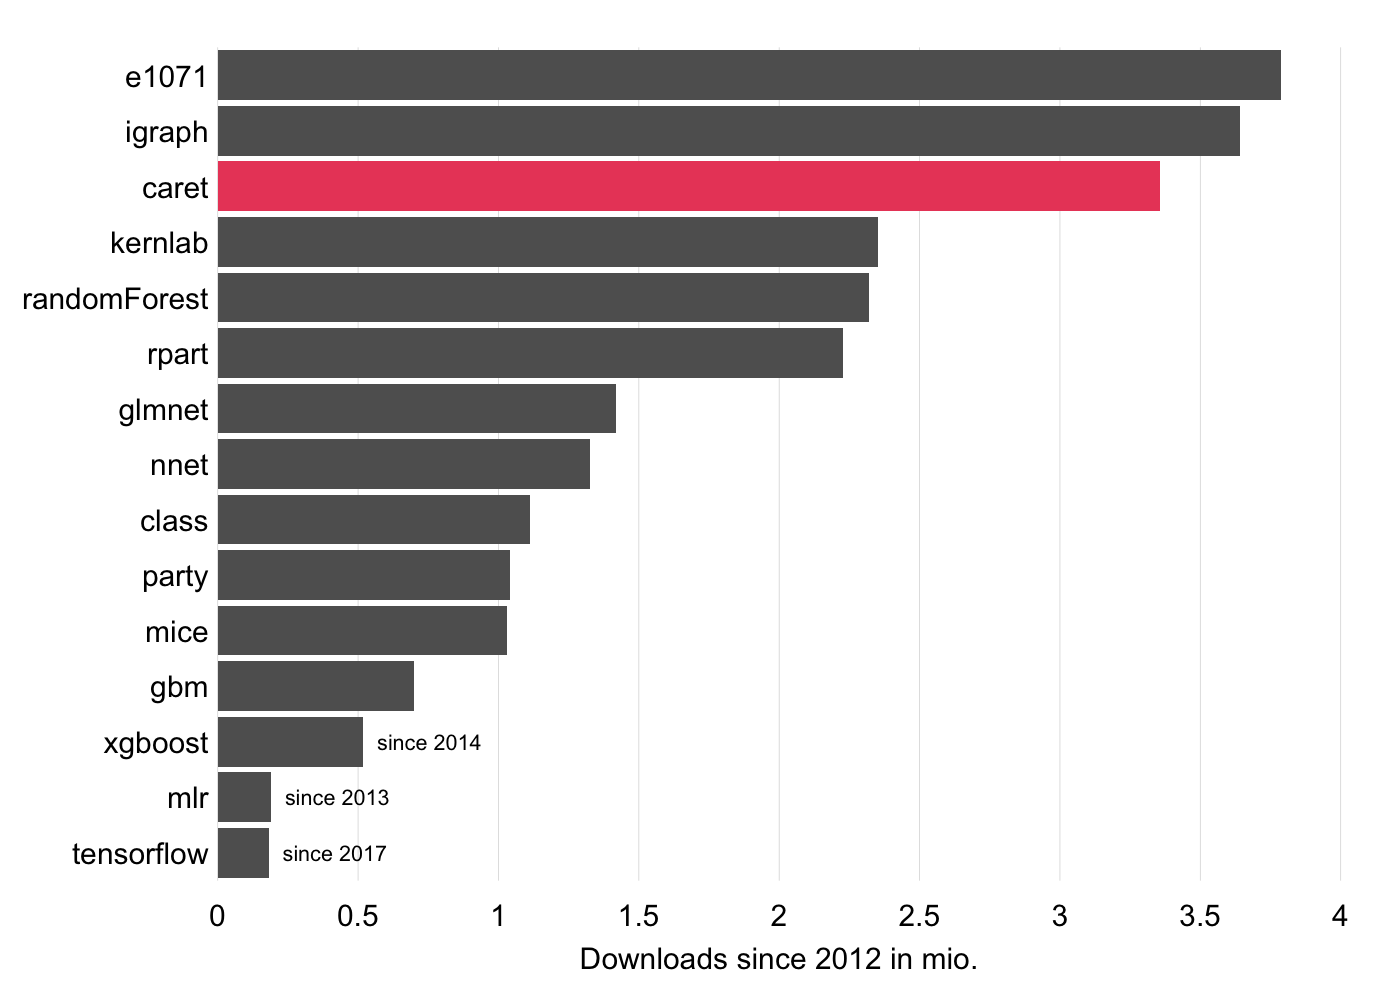 e1071
igraph
caret
kernlab
randomForest
rpart
glmnet
nnet
class
party
mice
gbm
xgboost since 2014
mlr since 2013
tensorflow since 2017
0 0.5 1 1.5 2 2.5 3 3.5 4
Downloads since 2012 in mio.